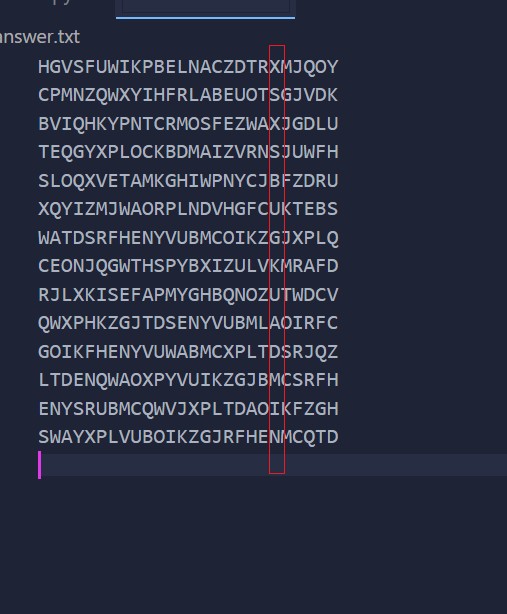 answer.txt
HGVSFUWIKPBELNACZDTRXMJQOY
CPMNZQWXYIHFRLABEUOTSGJVDK
BVIQHKYPNTCRMOSFEZWAXJGDLU
TEQGYXPLOCKBDMAIZVRNSJUWFH
SLOQXVETAMKGHIWPNYCJBFZDRU
XQYIZMJWAORPLNDVHGFCUKTEBS
WATDSRFHENYVUBMCOIKZGJXPLQ
CEONJQGWTHSPYBXIZULVKMRAFD
RJLXKISEFAPMYGHBQNOZUTWDCV
QWXPHKZGJTDSENYVUBMLAOIRFC
GOIKFHENYVUWABMCXPLTDSRJQZ
LTDENQWAOXPYVUIKZGJBMCSRFH
ENYSRUBMCQWVJXPLTDAOIKFZGH
SWAYXPLVUBOIKZGJRFHENMCQTD